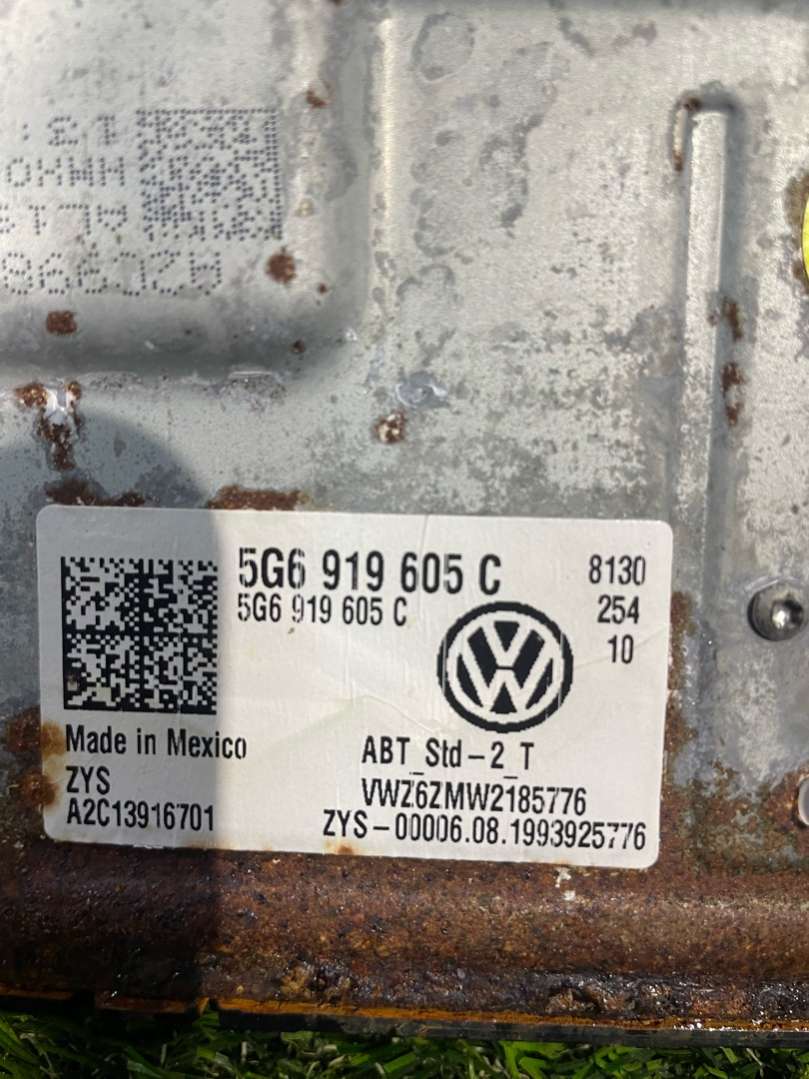 5G6 919 605 C
5G6 919 605 C
8130
254
10
Made in Mexico
ZYS
A2C13916701
ABT_Std-2_T
VWZ6ZMW2185776
ZYS-00006.08.1993925776